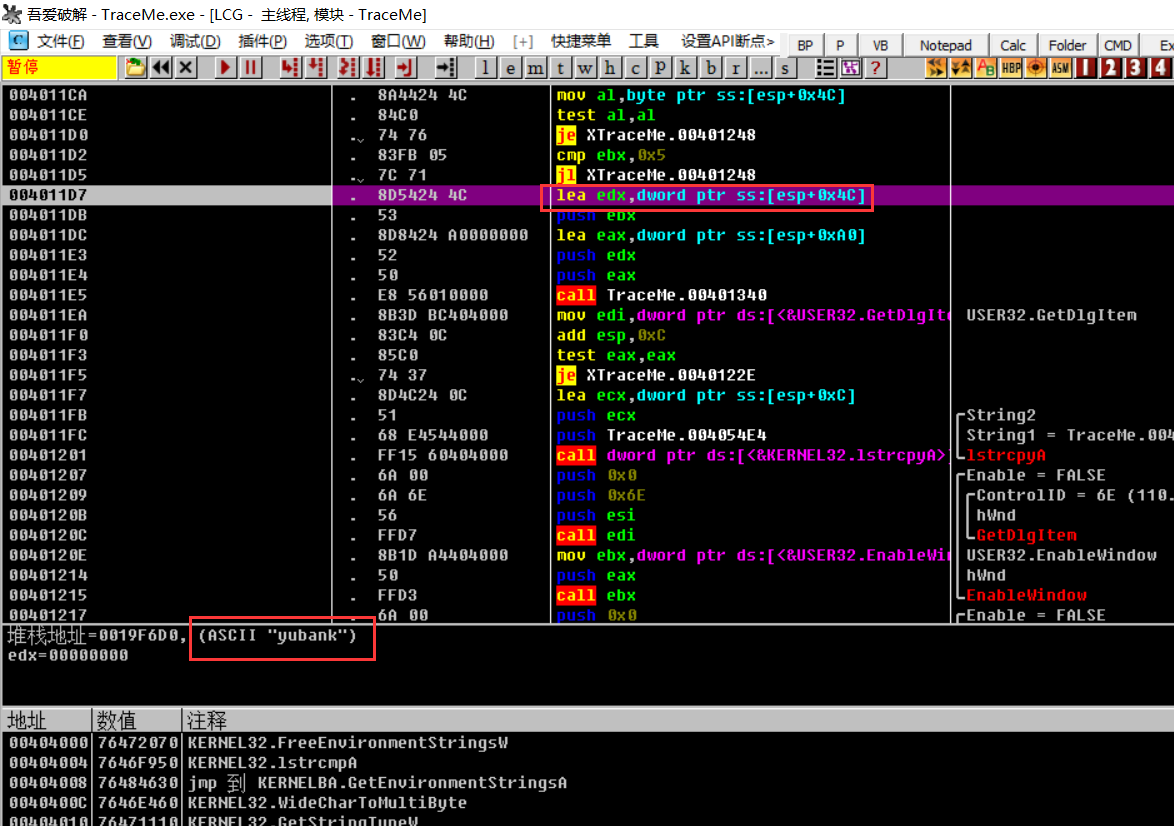 吾爱破解 - TraceMe.exe - [LCG - 主线程, 模块 - TraceMe]
C 文件(F) 查看(V) 调试(D) 插件(P) 选项(T) 窗口(W) 帮助(H) [+] 快捷菜单 工具 设置API断点> BP P VB Notepad Calc Folder CMD Ex
暂停 l e m t w h c P k b r ... s ? AB HBP ASM 1 2 3 4
004011CA . 8A4424 4C mov al,byte ptr ss:[esp+0x4C]
004011CE . 84C0 test al,al
004011D0 . 74 76 je XTraceMe.00401248
004011D2 . 83FB 05 cmp ebx,0x5
004011D5 . 7C 71 jl XTraceMe.00401248
004011D7 . 8D5424 4C lea edx,dword ptr ss:[esp+0x4C]
004011DB . 53 push ebx
004011DC . 8D8424 A0000000 lea eax,dword ptr ss:[esp+0xA0]
004011E3 . 52 push edx
004011E4 . 50 push eax
004011E5 . E8 56010000 call TraceMe.00401340
004011EA . 8B3D BC404000 mov edi,dword ptr ds:[<&USER32.GetDlgIte USER32.GetDlgItem
004011F0 . 83C4 0C add esp,0xC
004011F3 . 85C0 test eax,eax
004011F5 . 74 37 je XTraceMe.0040122E
004011F7 . 8D4C24 0C lea ecx,dword ptr ss:[esp+0xC]
004011FB . 51 push ecx String2
004011FC . 68 E4544000 push TraceMe.004054E4 String1 = TraceMe.004
00401201 . FF15 60404000 call dword ptr ds:[<&KERNEL32.lstrcpyA> lstrcpyA
00401207 . 6A 00 push 0x0 Enable = FALSE
00401209 . 6A 6E push 0x6E ControlID = 6E (110.
0040120B . 56 push esi hWnd
0040120C . FFD7 call edi GetDlgItem
0040120E . 8B1D A4404000 mov ebx,dword ptr ds:[<&USER32.EnableWin USER32.EnableWindow
00401214 . 50 push eax hWnd
00401215 . FFD3 call ebx EnableWindow
00401217 . 6A 00 push 0x0 Enable = FALSE
堆栈地址=0019F6D0, (ASCII "yubank")
edx=00000000
地址 数值 注释
00404000 76472070 KERNEL32.FreeEnvironmentStringsW
00404004 7646F950 KERNEL32.lstrcmpA
00404008 76484630 jmp 到 KERNELBA.GetEnvironmentStringsA
0040400C 7646E460 KERNEL32.WideCharToMultiByte
00404010 76471110 KERNEL32.GetStringTypeW